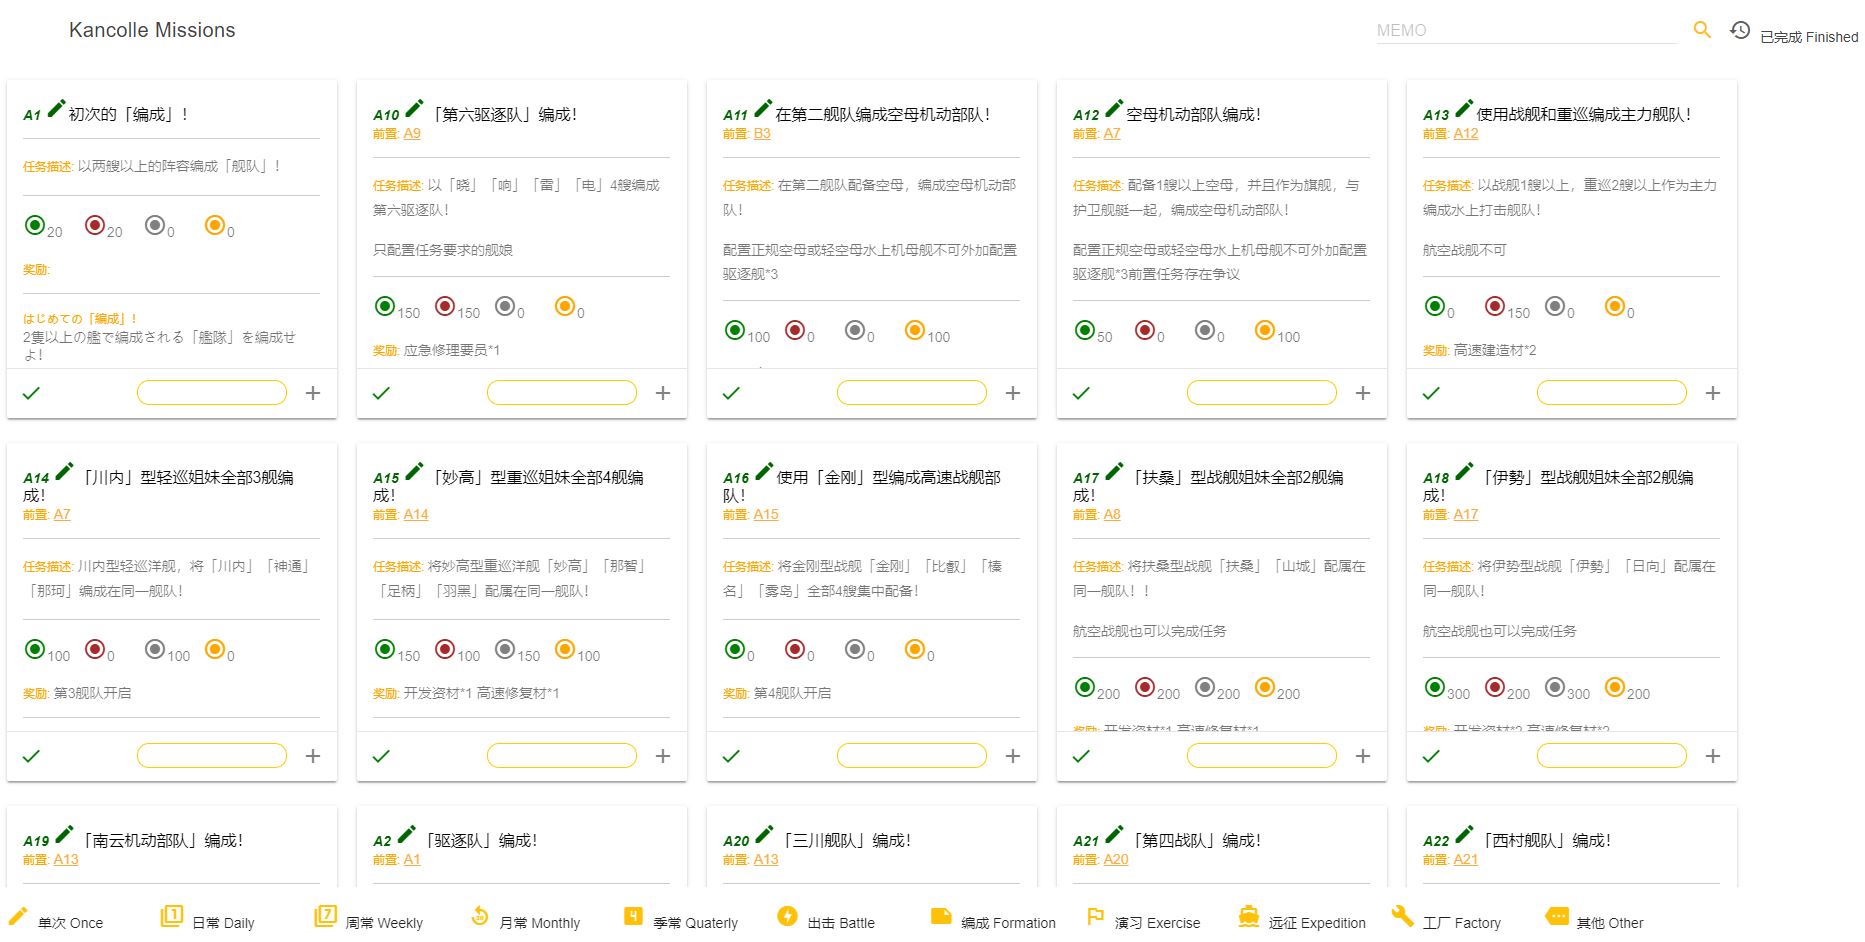 Kancolle Missions
MEMO
已完成 Finished
A1 初次的「编成」!
任务描述: 以两艘以上的阵容编成「舰队」!
20 20 0 0
奖励:
はじめての「編成」!
2隻以上の艦で編成される「艦隊」を編成せ
よ!
A10 「第六驱逐队」编成!
前置: A9
任务描述: 以「晓」「响」「雷」「电」4艘编成
第六驱逐队!
只配置任务要求的舰娘
150 150 0 0
奖励: 应急修理要员*1
A11 在第二舰队编成空母机动部队!
前置: B3
任务描述: 在第二舰队配备空母，编成空母机动部
队!
配置正规空母或轻空母水上机母舰不可外加配置
驱逐舰*3
100 0 0 100
A12 空母机动部队编成!
前置: A7
任务描述: 配备1艘以上空母，并且作为旗舰，与
护卫舰艇一起，编成空母机动部队!
配置正规空母或轻空母水上机母舰不可外加配置
驱逐舰*3前置任务存在争议
50 0 0 100
A13 使用战舰和重巡编成主力舰队!
前置: A12
任务描述: 以战舰1艘以上，重巡2艘以上作为主力
编成水上打击舰队!
航空战舰不可
0 150 0 0
奖励: 高速建造材*2
A14 「川内」型轻巡姐妹全部3舰编
成!
前置: A7
任务描述: 川内型轻巡洋舰，将「川内」「神通」
「那珂」编成在同一舰队!
100 0 100 0
奖励: 第3舰队开启
A15 「妙高」型重巡姐妹全部4舰编
成!
前置: A14
任务描述: 将妙高型重巡洋舰「妙高」「那智」
「足柄」「羽黑」配属在同一舰队!
150 100 150 100
奖励: 开发资材*1 高速修复材*1
A16 使用「金刚」型编成高速战舰部
队!
前置: A15
任务描述: 将金刚型战舰「金刚」「比叡」「榛
名」「雾岛」全部4艘集中配备!
0 0 0 0
奖励: 第4舰队开启
A17 「扶桑」型战舰姐妹全部2舰编
成!
前置: A8
任务描述: 将扶桑型战舰「扶桑」「山城」配属在
同一舰队! !
航空战舰也可以完成任务
200 200 200 200
奖励: 开发资材*1 高速修复材*1
A18 「伊勢」型战舰姐妹全部2舰编
成!
前置: A17
任务描述: 将伊势型战舰「伊勢」「日向」配属在
同一舰队!
航空战舰也可以完成任务
300 200 300 200
奖励: 开发资材*2 高速修复材*2
A19 「南云机动部队」编成!
前置: A13
A2 「驱逐队」编成!
前置: A1
A20 「三川舰队」编成!
前置: A13
A21 「第四战队」编成!
前置: A20
A22 「西村舰队」编成!
前置: A21
单次 Once
1 日常 Daily
7 周常 Weekly
30 月常 Monthly
4 季常 Quaterly
出击 Battle
编成 Formation
演习 Exercise
远征 Expedition
工厂 Factory
其他 Other